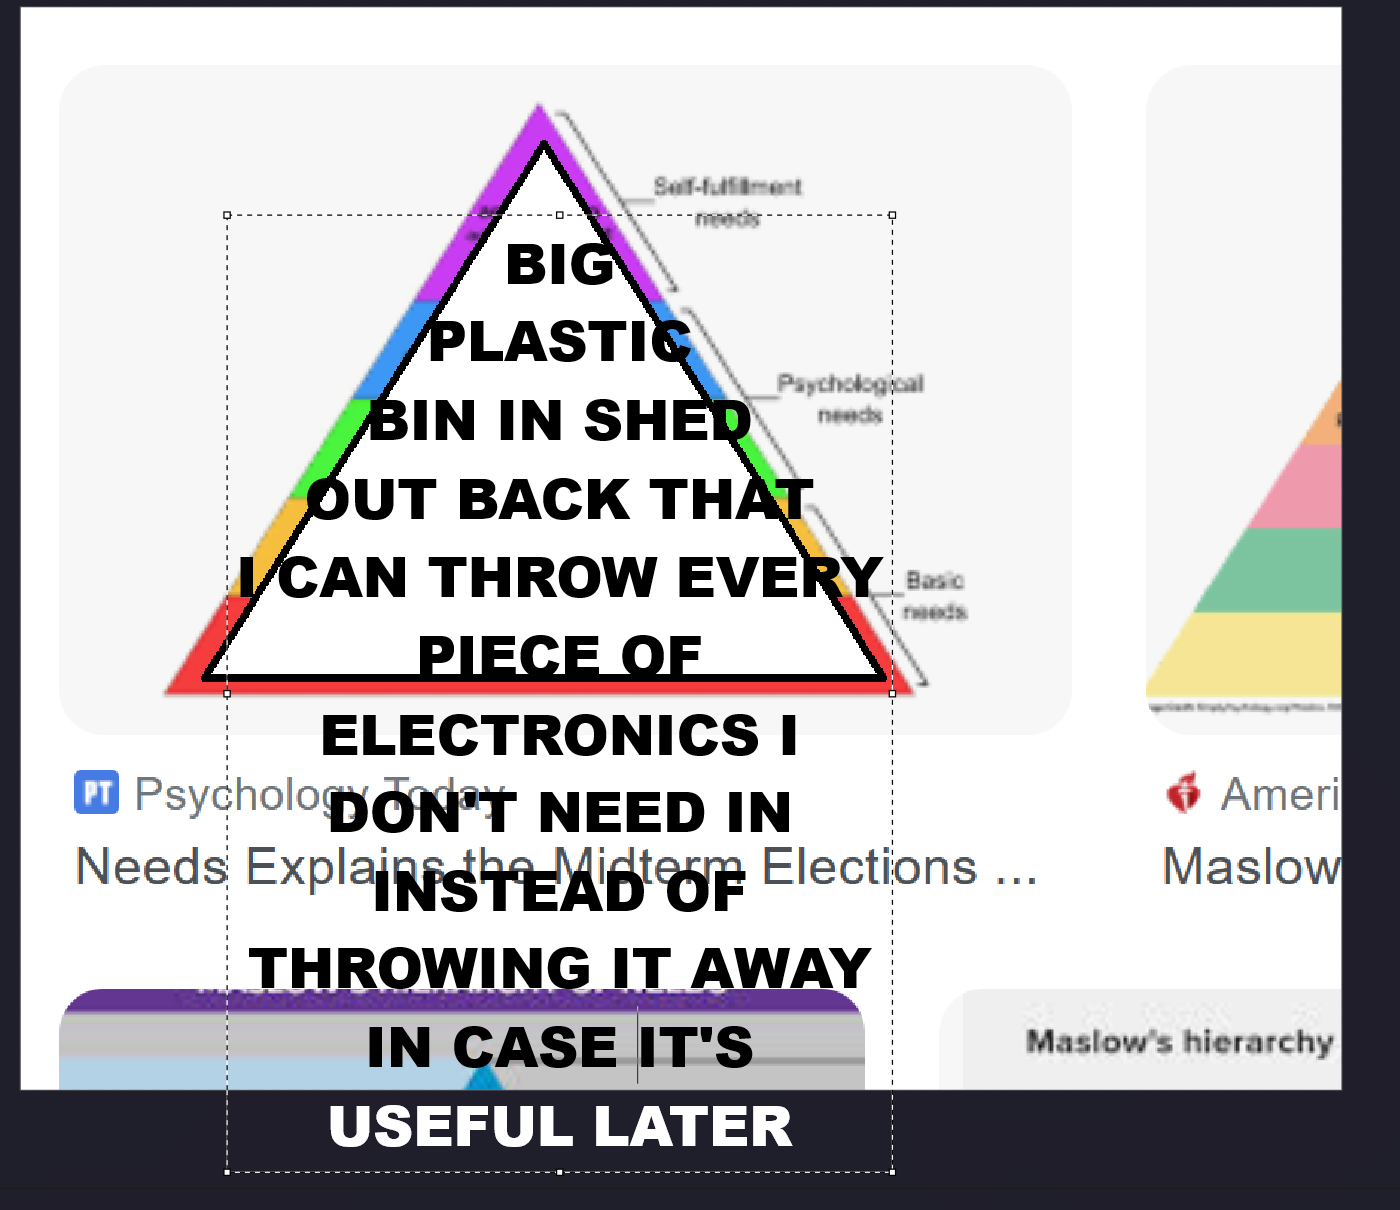 Self-fulfillment
needs
BIG
PLASTIC
Psychological
needs
BIN IN SHED
OUT BACK THAT
I CAN THROW EVERY
Basic
needs
PIECE OF
ELECTRONICS I
DON'T NEED IN
INSTEAD OF
THROWING IT AWAY
IN CASE IT'S
USEFUL LATER
PT Psychology Today
Needs Explains the Midterm Elections ...
Ameri
Maslow
Maslow's hierarchy